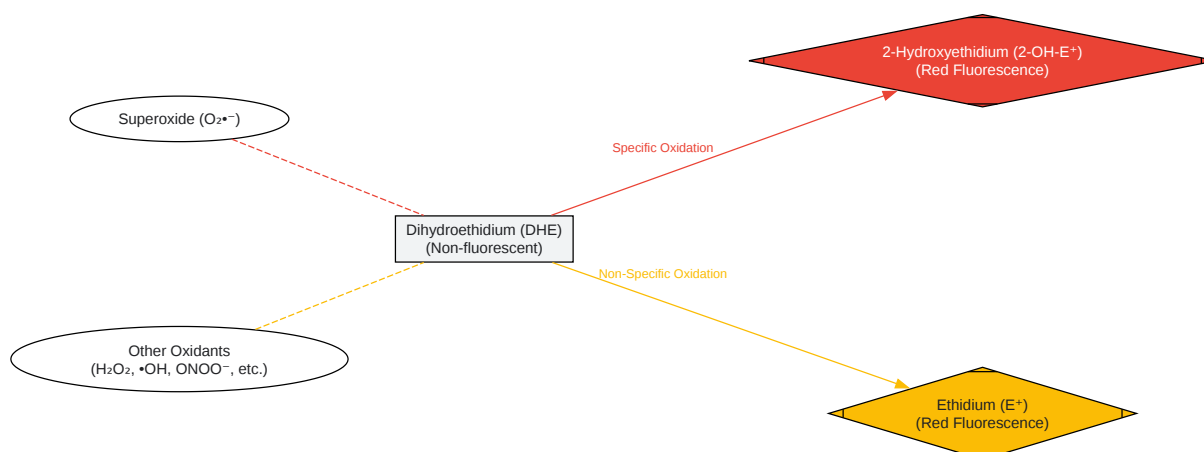 2-Hydroxyethidium (2-OH-E⁺)
(Red Fluorescence)
Superoxide (O₂•⁻)
Specific Oxidation
Dihydroethidium (DHE)
(Non-fluorescent)
Non-Specific Oxidation
Other Oxidants
(H₂O₂, •OH, ONOO⁻, etc.)
Ethidium (E⁺)
(Red Fluorescence)